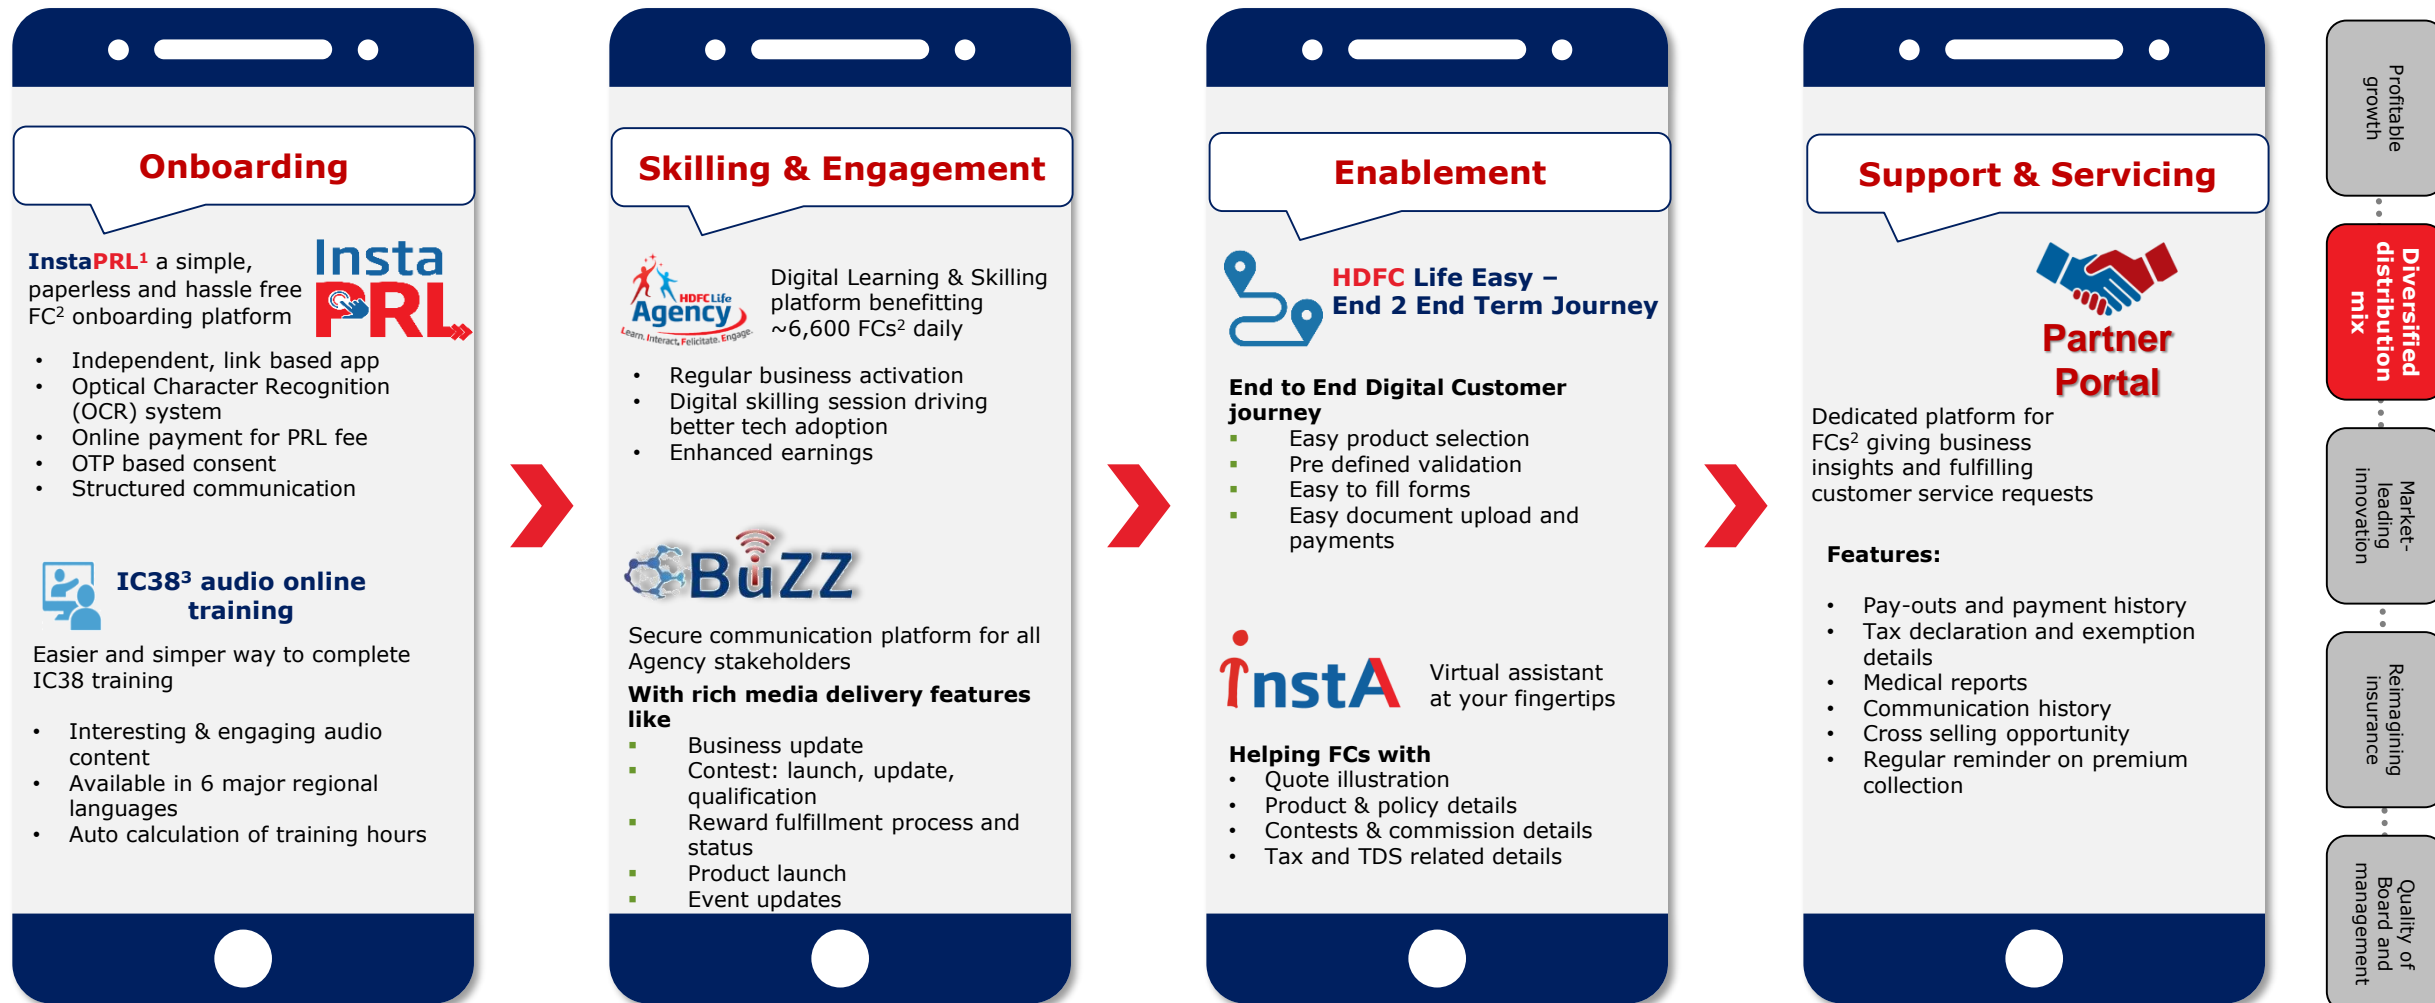 Onboarding
InstaPRL¹ a simple,
paperless and hassle free
FC² onboarding platform
Insta
PRL
• Independent, link based app
• Optical Character Recognition
(OCR) system
• Online payment for PRL fee
• OTP based consent
• Structured communication
IC38³ audio online
training
Easier and simper way to complete
IC38 training
• Interesting & engaging audio
content
• Available in 6 major regional
languages
• Auto calculation of training hours
Skilling & Engagement
HDFC Life
Agency
Learn. Interact. Felicitate. Engage.
Digital Learning & Skilling
platform benefitting
~6,600 FCs² daily
• Regular business activation
• Digital skilling session driving
better tech adoption
• Enhanced earnings
BuZZ
Secure communication platform for all
Agency stakeholders
With rich media delivery features
like
▪ Business update
▪ Contest: launch, update,
qualification
▪ Reward fulfillment process and
status
▪ Product launch
▪ Event updates
Enablement
HDFC Life Easy –
End 2 End Term Journey
End to End Digital Customer
journey
▪ Easy product selection
▪ Pre defined validation
▪ Easy to fill forms
▪ Easy document upload and
payments
InstA
Virtual assistant
at your fingertips
Helping FCs with
• Quote illustration
• Product & policy details
• Contests & commission details
• Tax and TDS related details
Support & Servicing
Partner
Portal
Dedicated platform for
FCs² giving business
insights and fulfilling
customer service requests
Features:
• Pay-outs and payment history
• Tax declaration and exemption
details
• Medical reports
• Communication history
• Cross selling opportunity
• Regular reminder on premium
collection
Profitable
growth
Diversified
distribution
mix
Market-
leading
innovation
Reimagining
insurance
Quality of
Board and
management